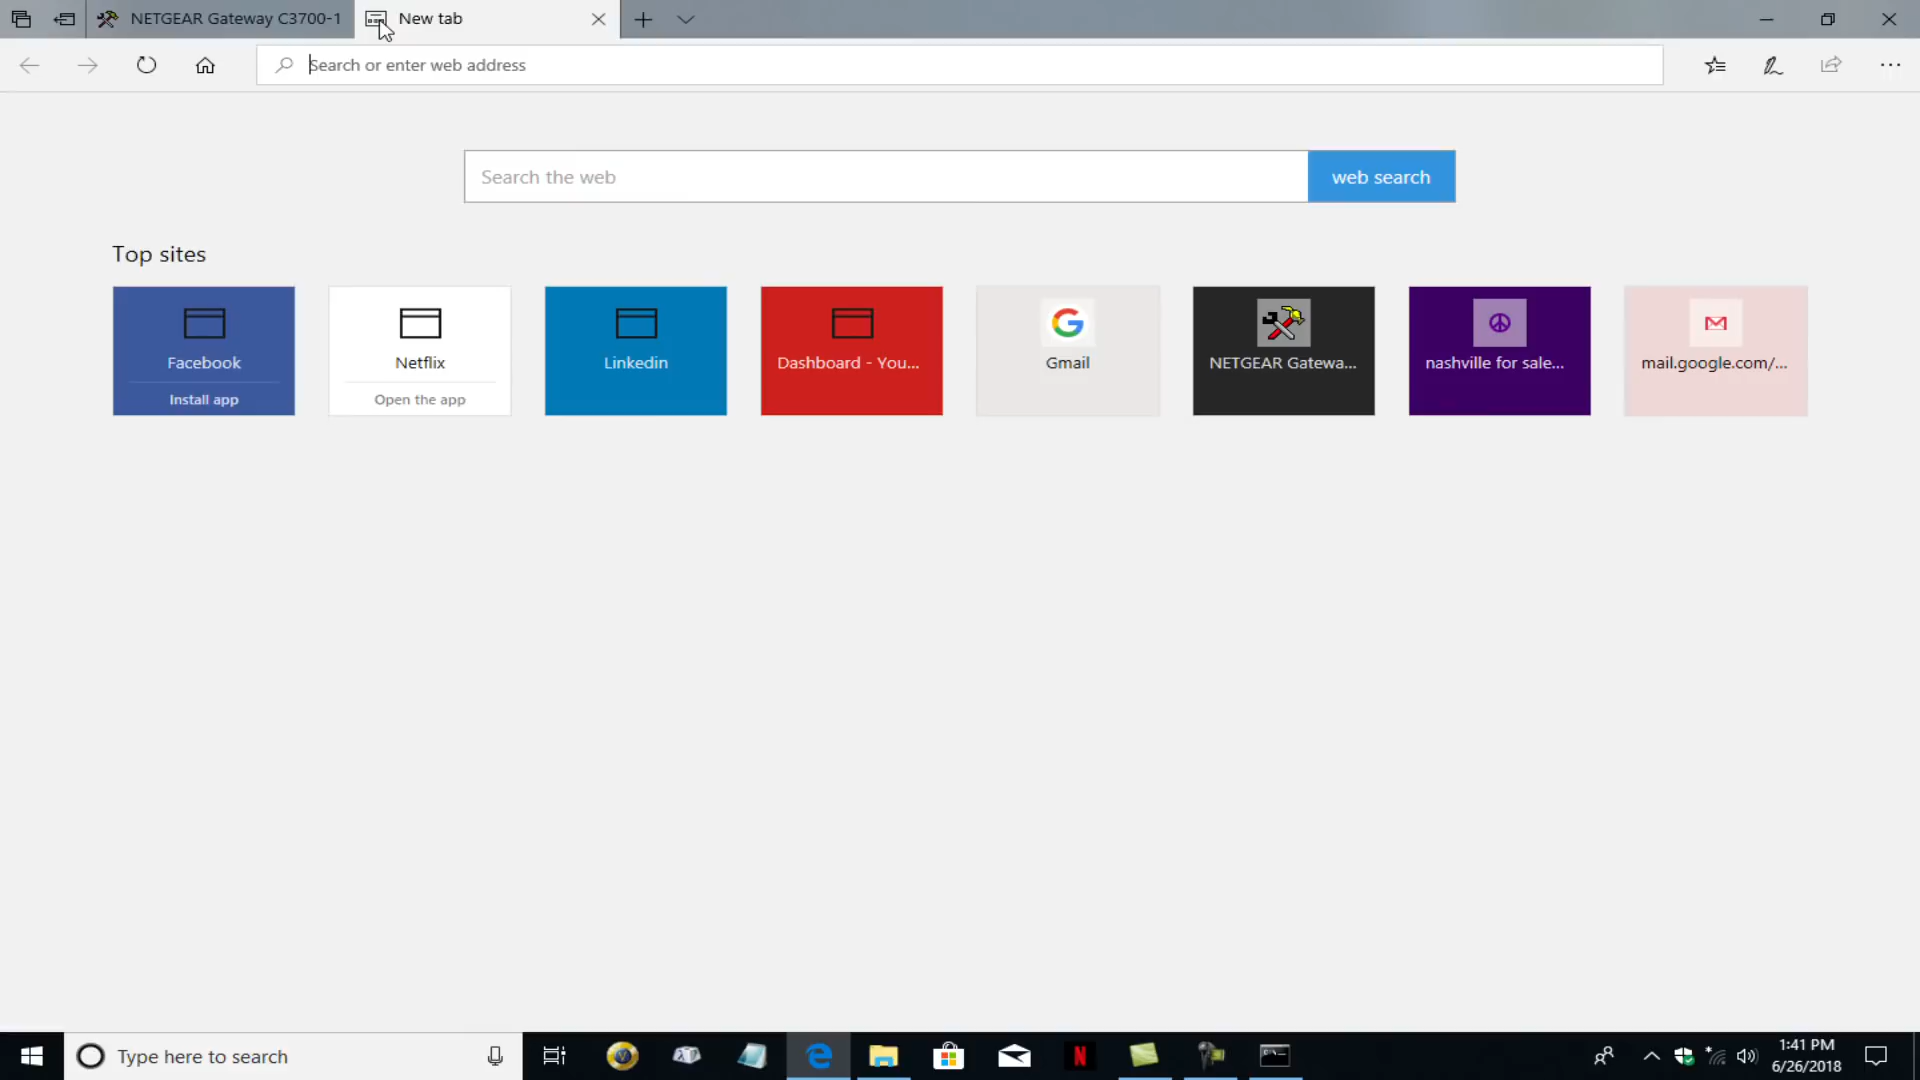 NETGEAR Gateway C3700-1
New tab
Search or enter web address
Search the web
web search
Top sites
Facebook
Install app
Netflix
Open the app
Linkedin
Dashboard - You...
Gmail
NETGEAR Gatewa...
nashville for sale...
mail.google.com/...
Type here to search
1:41 PM
6/26/2018